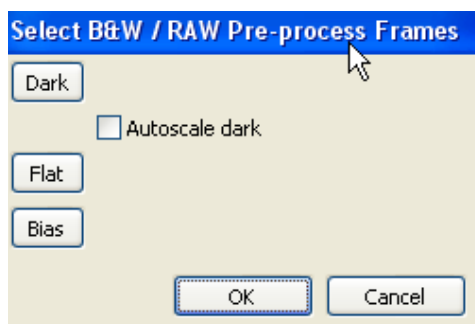 Select B&W / RAW Pre-process Frames
Dark
Autoscale dark
Flat
Bias
OK Cancel